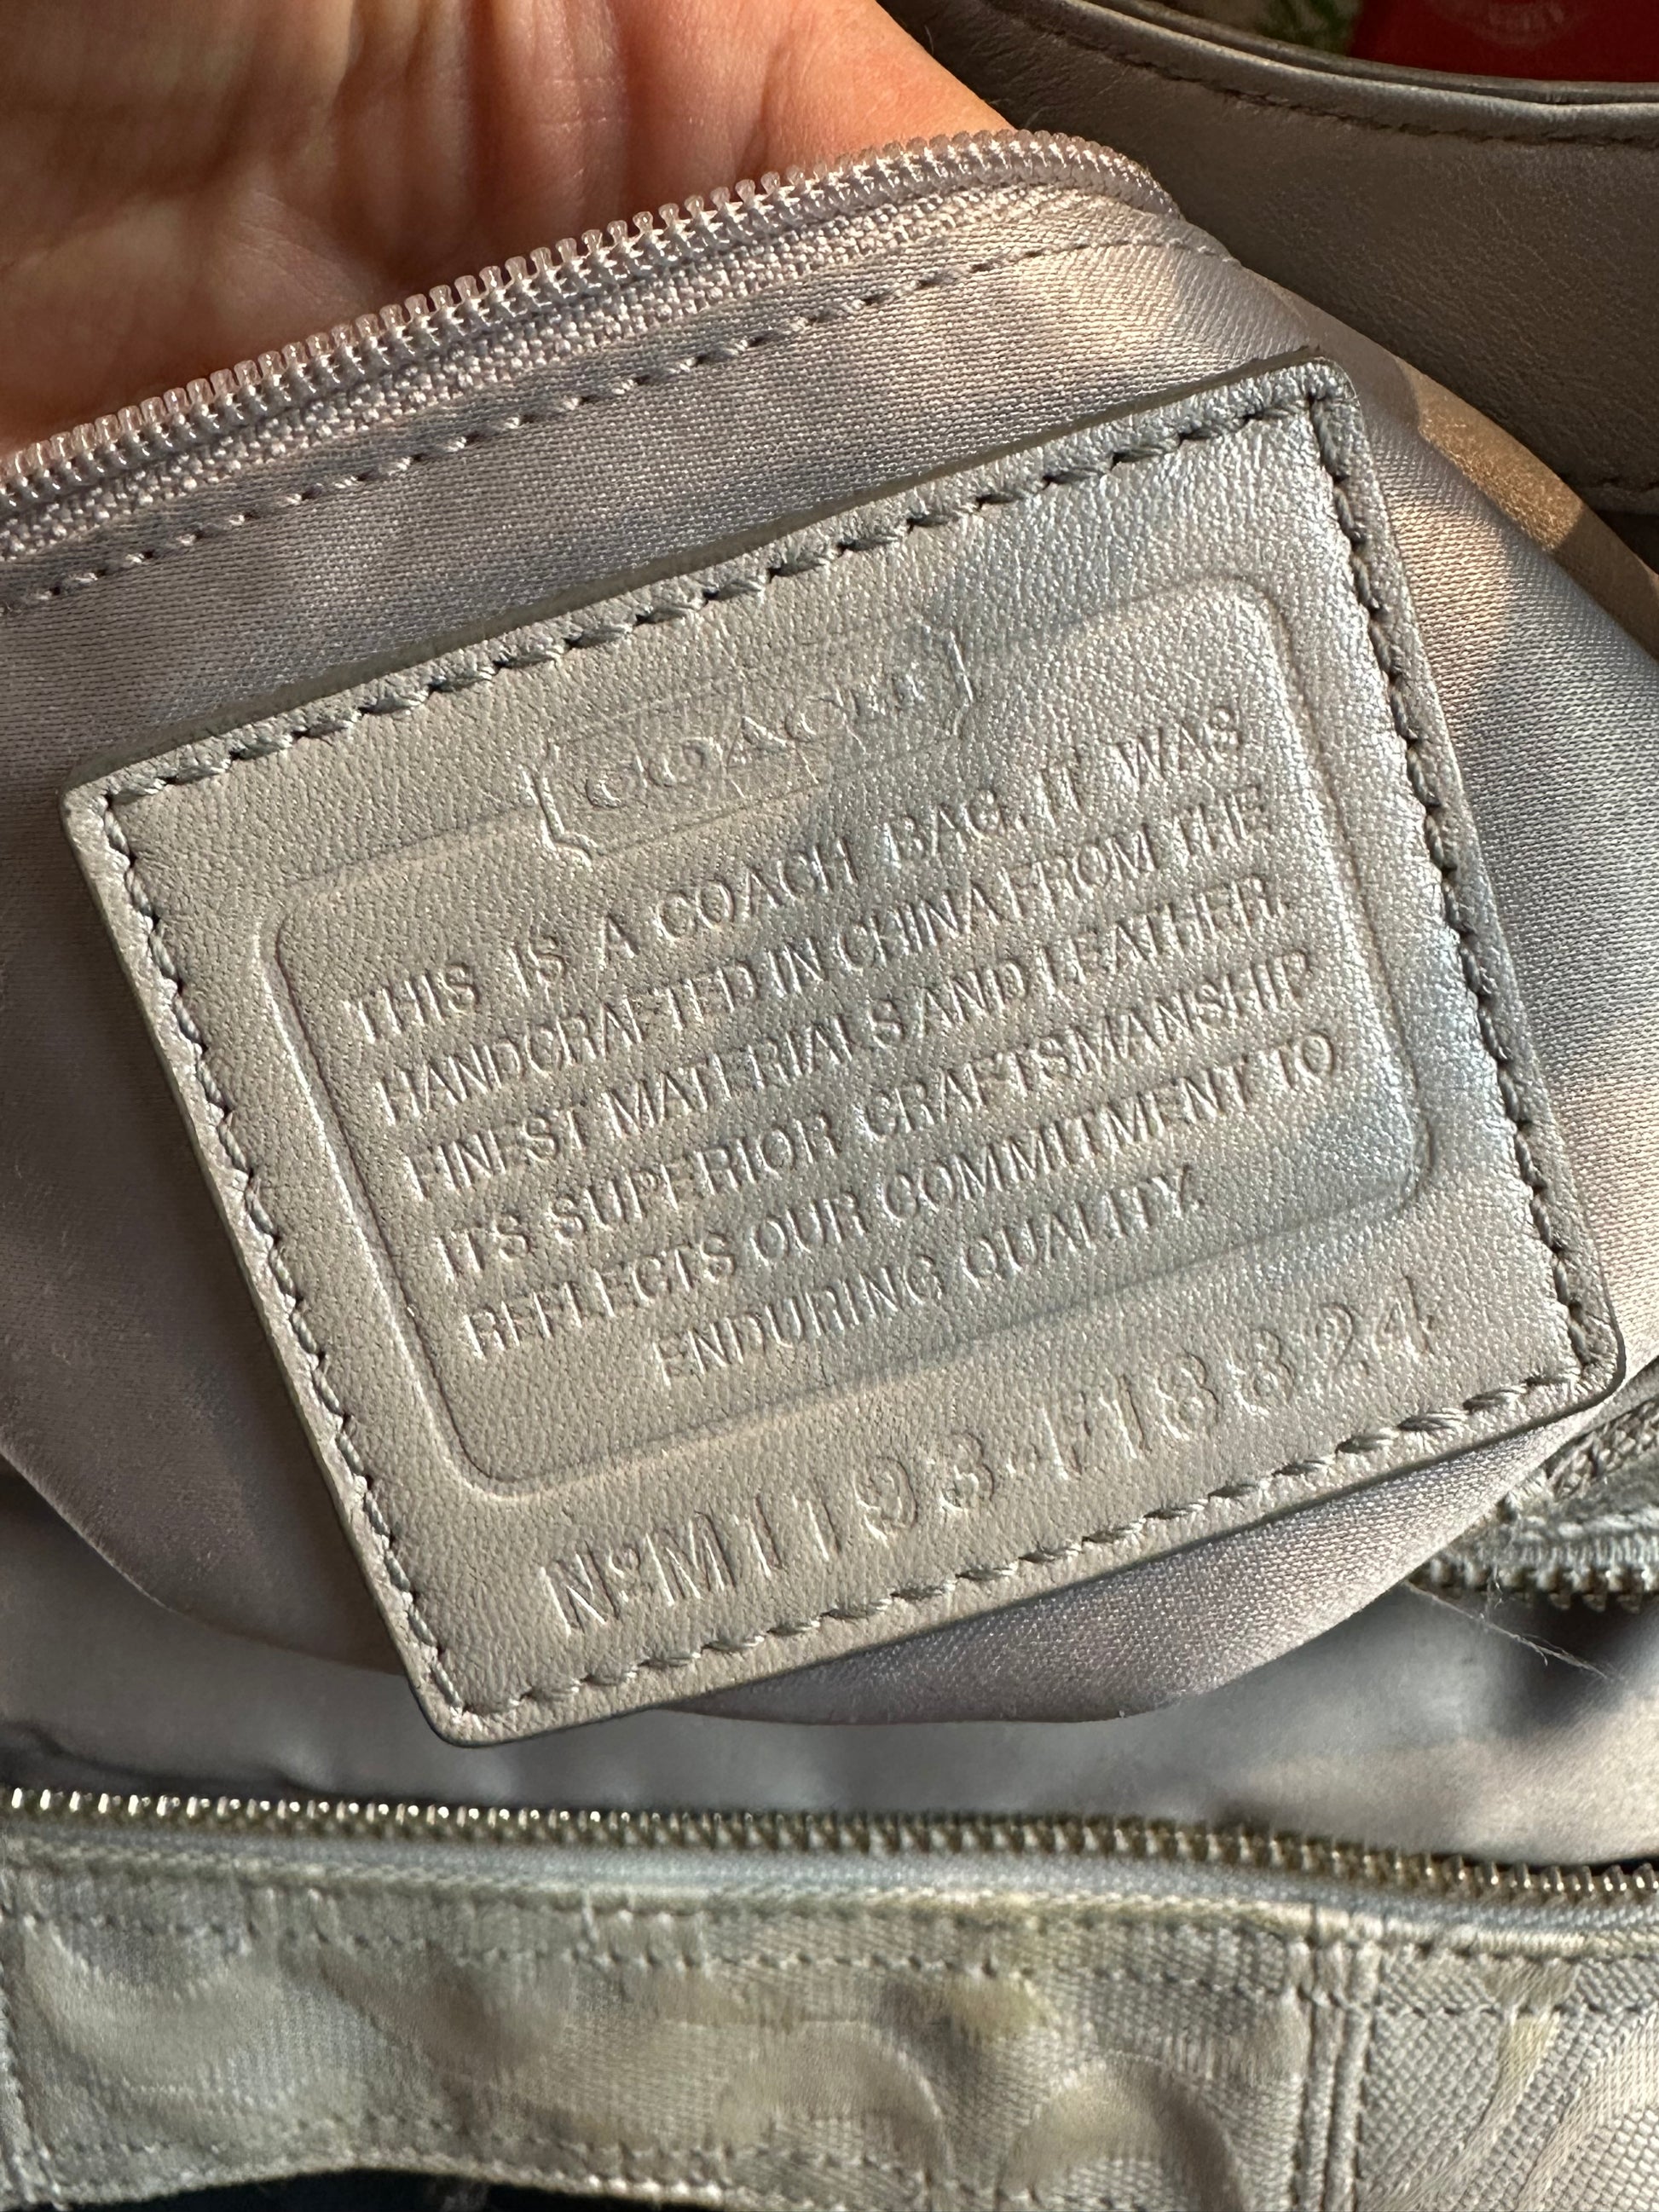 COACH
THIS IS A COACH BAG. IT WAS
HANDCRAFTED IN CHINA FROM THE
FINEST MATERIALS AND LEATHER.
ITS SUPERIOR CRAFTSMANSHIP
REFLECTS OUR COMMITMENT TO
ENDURING QUALITY.
NºM1193-F18824